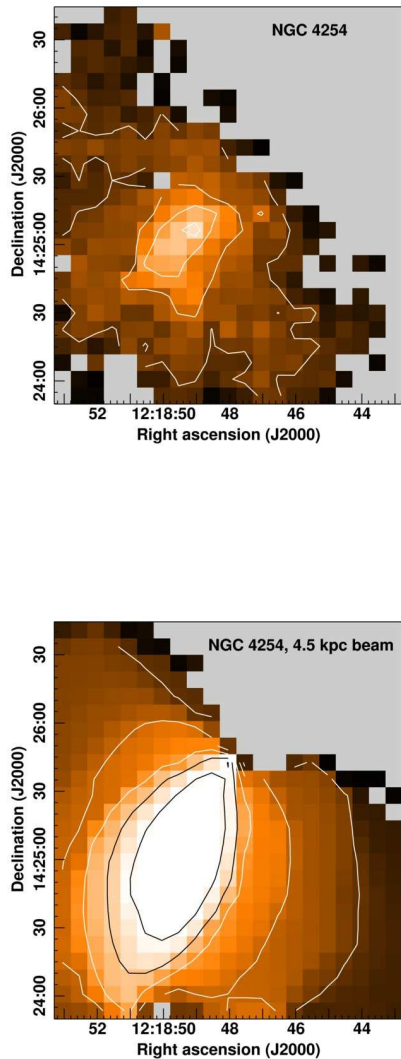 NGC 4254
30
26:00
30
14:25:00
30
24:00
Declination (J2000)
52 12:18:50 48 46 44
Right ascension (J2000)
NGC 4254, 4.5 kpc beam
30
26:00
30
14:25:00
30
24:00
Declination (J2000)
52 12:18:50 48 46 44
Right ascension (J2000)